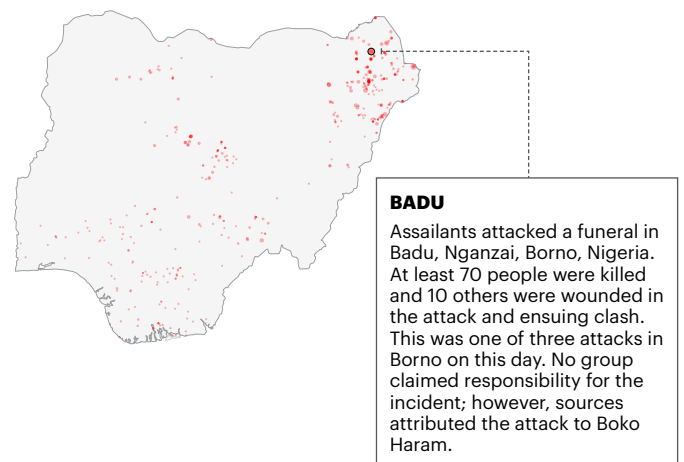 BADU
Assailants attacked a funeral in
Badu, Nganzai, Borno, Nigeria.
At least 70 people were killed
and 10 others were wounded in
the attack and ensuing clash.
This was one of three attacks in
Borno on this day. No group
claimed responsibility for the
incident; however, sources
attributed the attack to Boko
Haram.